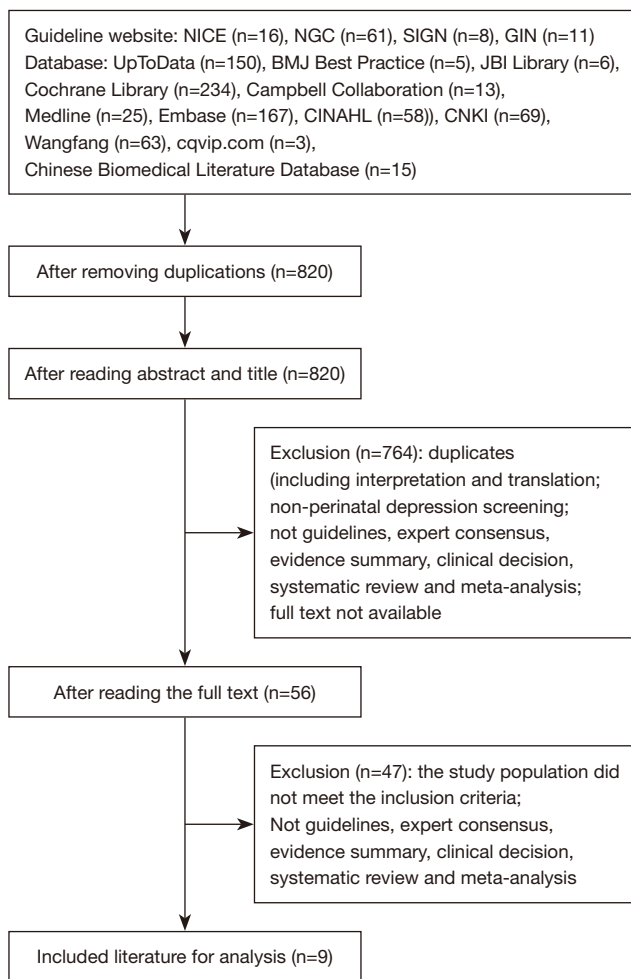 Guideline website: NICE (n=16), NGC (n=61), SIGN (n=8), GIN (n=11)
Database: UpToData (n=150), BMJ Best Practice (n=5), JBI Library (n=6),
Cochrane Library (n=234), Campbell Collaboration (n=13),
Medline (n=25), Embase (n=167), CINAHL (n=58)), CNKI (n=69),
Wangfang (n=63), cqvip.com (n=3),
Chinese Biomedical Literature Database (n=15)
After removing duplications (n=820)
After reading abstract and title (n=820)
Exclusion (n=764): duplicates
(including interpretation and translation;
non-perinatal depression screening;
not guidelines, expert consensus,
evidence summary, clinical decision,
systematic review and meta-analysis;
full text not available
After reading the full text (n=56)
Exclusion (n=47): the study population did
not meet the inclusion criteria;
Not guidelines, expert consensus,
evidence summary, clinical decision,
systematic review and meta-analysis
Included literature for analysis (n=9)